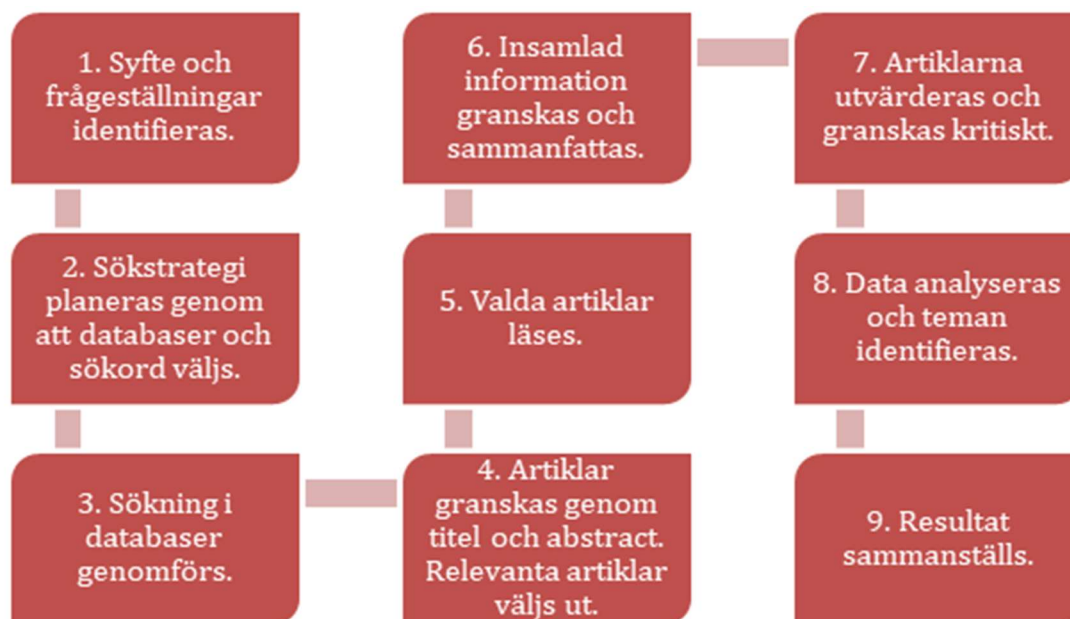 1. Syfte och
frågeställningar
identifieras.
2. Sökstrategi
planeras genom
att databaser och
sökord väljs.
3. Sökning i
databaser
genomförs.
4. Artiklar
granskas genom
titel och abstract.
Relevanta artiklar
väljs ut.
5. Valda artiklar
läses.
6. Insamlad
information
granskas och
sammanfattas.
7. Artiklarna
utvärderas och
granskas kritiskt.
8. Data analyseras
och teman
identifieras.
9. Resultat
sammanställs.